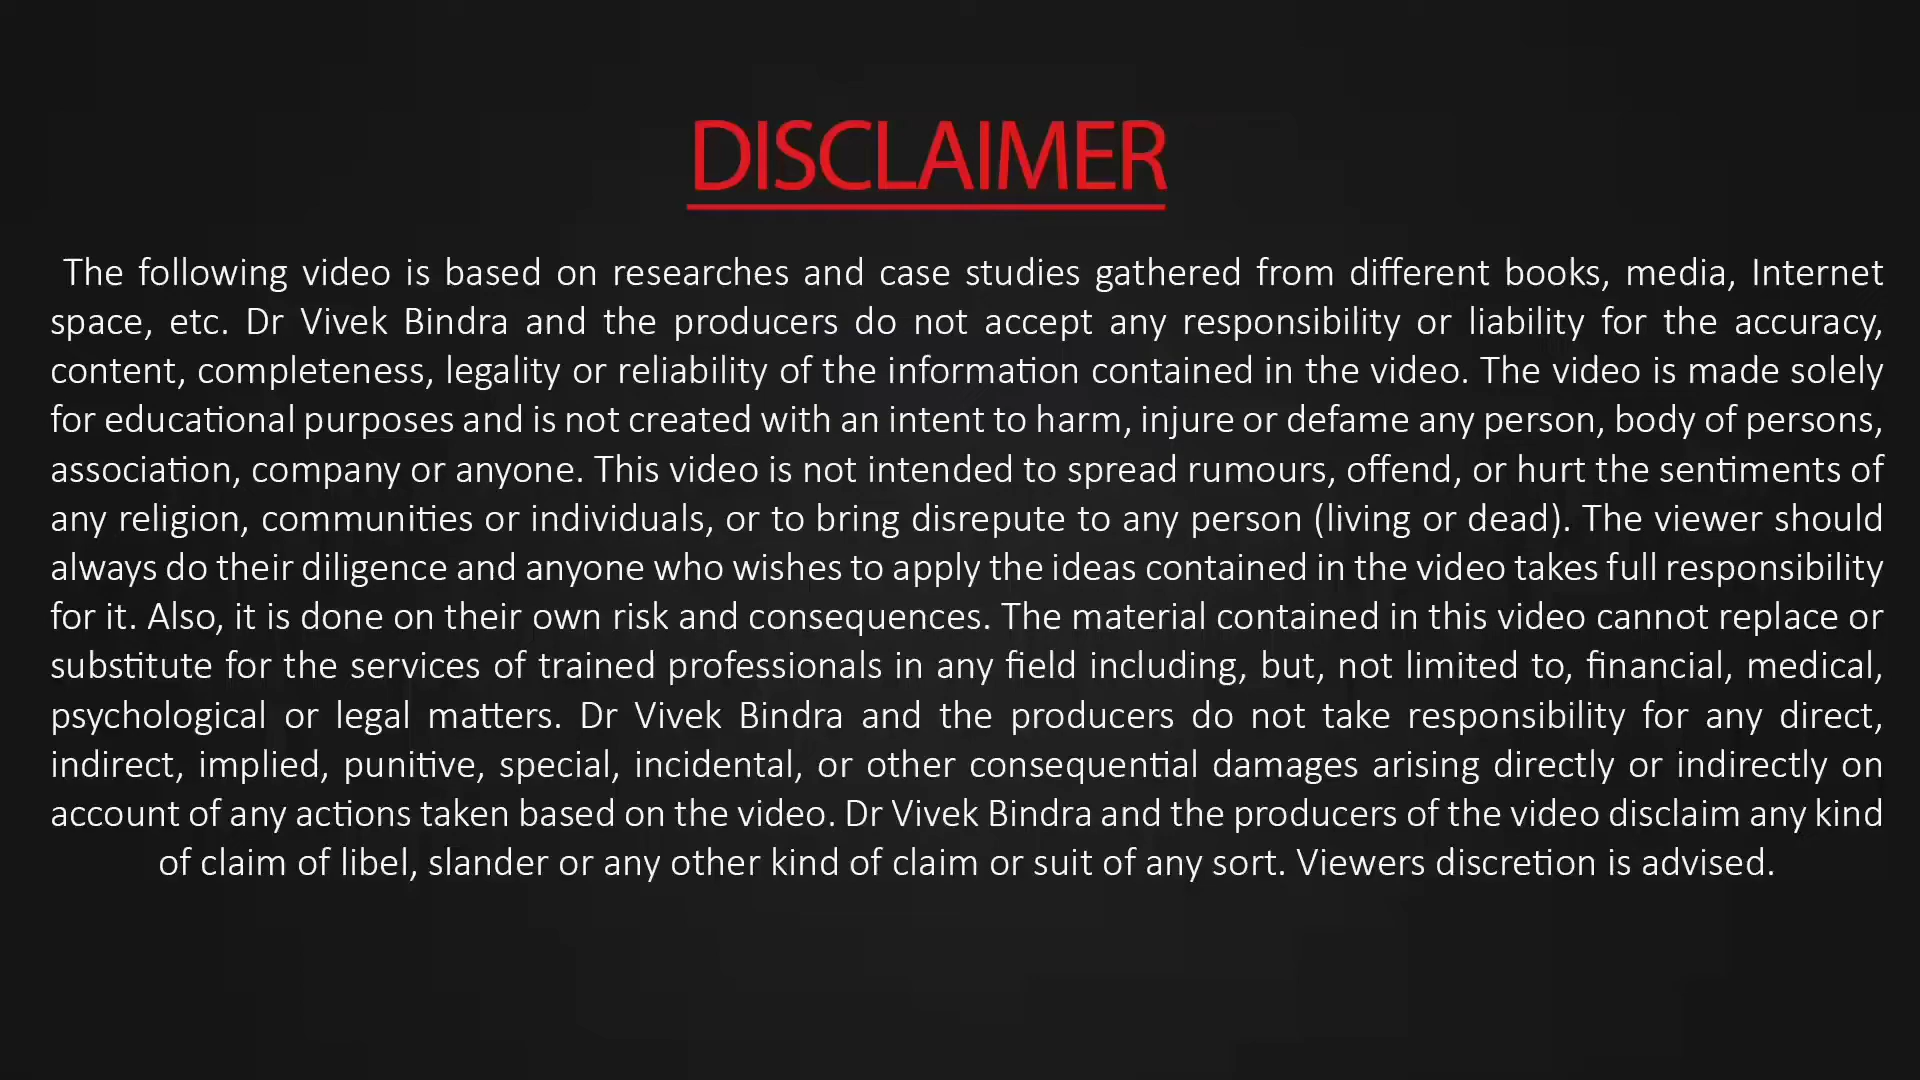 DISCLAIMER
The following video is based on researches and case studies gathered from different books, media, Internet
space, etc. Dr Vivek Bindra and the producers do not accept any responsibility or liability for the accuracy,
content, completeness, legality or reliability of the information contained in the video. The video is made solely
for educational purposes and is not created with an intent to harm, injure or defame any person, body of persons,
association, company or anyone. This video is not intended to spread rumours, offend, or hurt the sentiments of
any religion, communities or individuals, or to bring disrepute to any person (living or dead). The viewer should
always do their diligence and anyone who wishes to apply the ideas contained in the video takes full responsibility
for it. Also, it is done on their own risk and consequences. The material contained in this video cannot replace or
substitute for the services of trained professionals in any field including, but, not limited to, financial, medical,
psychological or legal matters. Dr Vivek Bindra and the producers do not take responsibility for any direct,
indirect, implied, punitive, special, incidental, or other consequential damages arising directly or indirectly on
account of any actions taken based on the video. Dr Vivek Bindra and the producers of the video disclaim any kind
of claim of libel, slander or any other kind of claim or suit of any sort. Viewers discretion is advised.